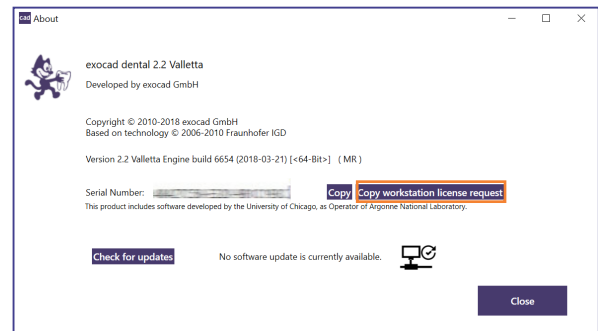 cad About
exocad dental 2.2 Valletta
Developed by exocad GmbH
Copyright © 2010-2018 exocad GmbH
Based on technology © 2006-2010 Fraunhofer IGD
Version 2.2 Valletta Engine build 6654 (2018-03-21) [<64-Bit>] ( MR )
Serial Number: Copy Copy workstation license request
This product includes software developed by the University of Chicago, as Operator of Argonne National Laboratory.
Check for updates No software update is currently available.
Close